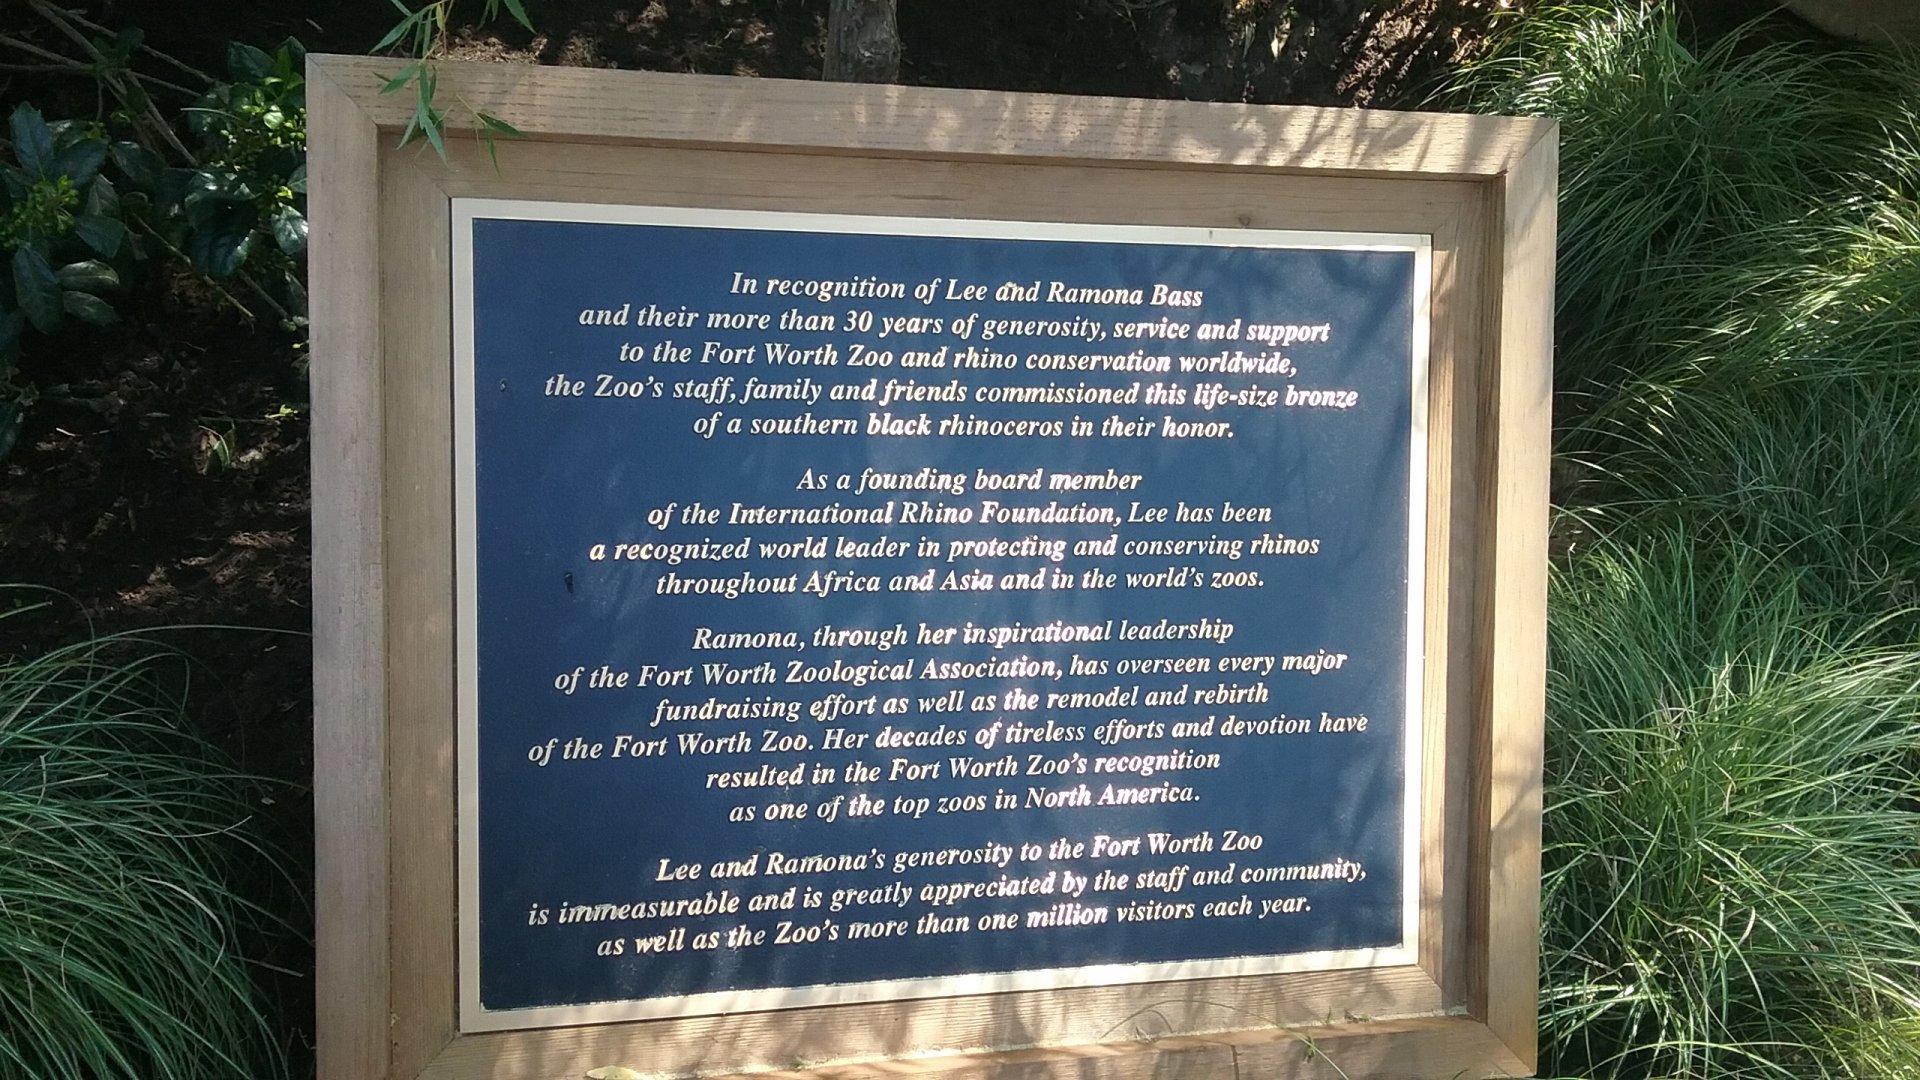 In recognition of Lee and Ramona Bass
and their more than 30 years of generosity, service and support
to the Fort Worth Zoo and rhino conservation worldwide,
the Zoo's staff, family and friends commissioned this life-size bronze
of a southern black rhinoceros in their honor.
As a founding board member
of the International Rhino Foundation, Lee has been
a recognized world leader in protecting and conserving rhinos
throughout Africa and Asia and in the world's zoos.
Ramona, through her inspirational leadership
of the Fort Worth Zoological Association, has overseen every major
fundraising effort as well as the remodel and rebirth
of the Fort Worth Zoo. Her decades of tireless efforts and devotion have
resulted in the Fort Worth Zoo's recognition
as one of the top zoos in North America.
Lee and Ramona's generosity to the Fort Worth Zoo
is immeasurable and is greatly appreciated by the staff and community,
as well as the Zoo's more than one million visitors each year.